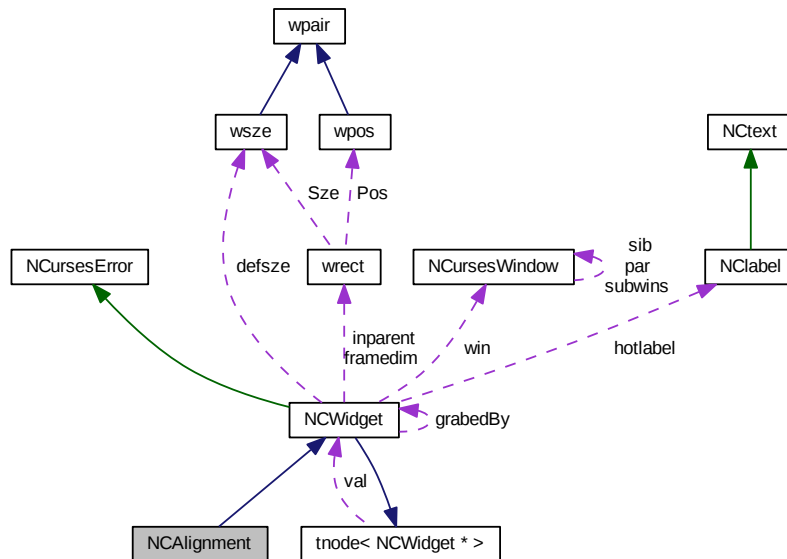 wpair
wsze
wpos
NCtext
Sze
Pos
NCursesError
defsze
wrect
NCursesWindow
sib
par
subwins
NClabel
inparent
framedim
win
hotlabel
NCWidget
grabedBy
val
NCAlignment
tnode< NCWidget * >